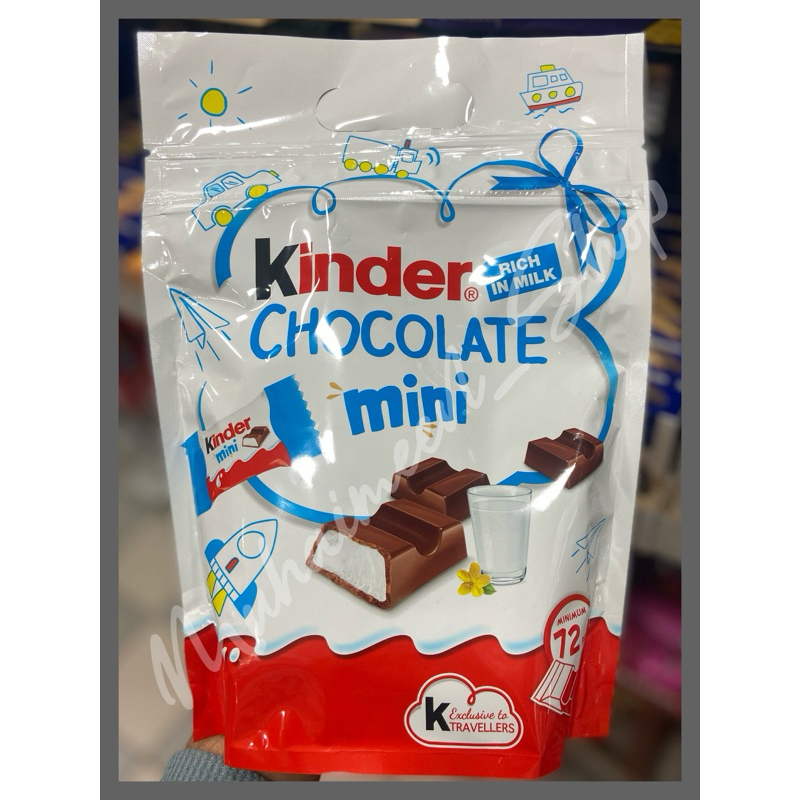 Kinder®
RICH
IN MILK
CHOCOLATE
mini
Kinder
mini
MINIMUM
72
K Exclusive to
TRAVELLERS